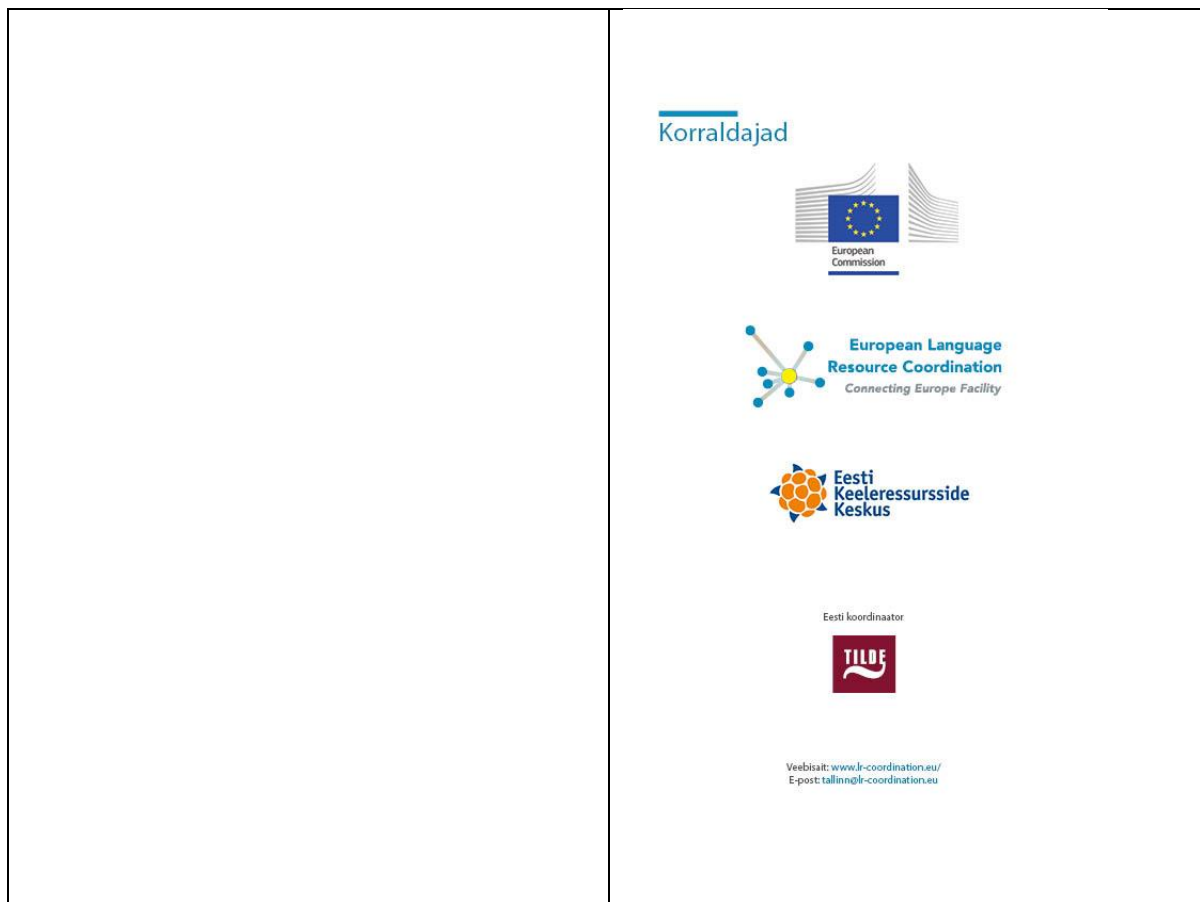 Korraldajad
European
Commission
European Language
Resource Coordination
Connecting Europe Facility
Eesti
Keeleressursside
Keskus
Eesti koordinaator
TILDE
Veebisait: www.lr-coordination.eu/
E-post: tallinn@lr-coordination.eu